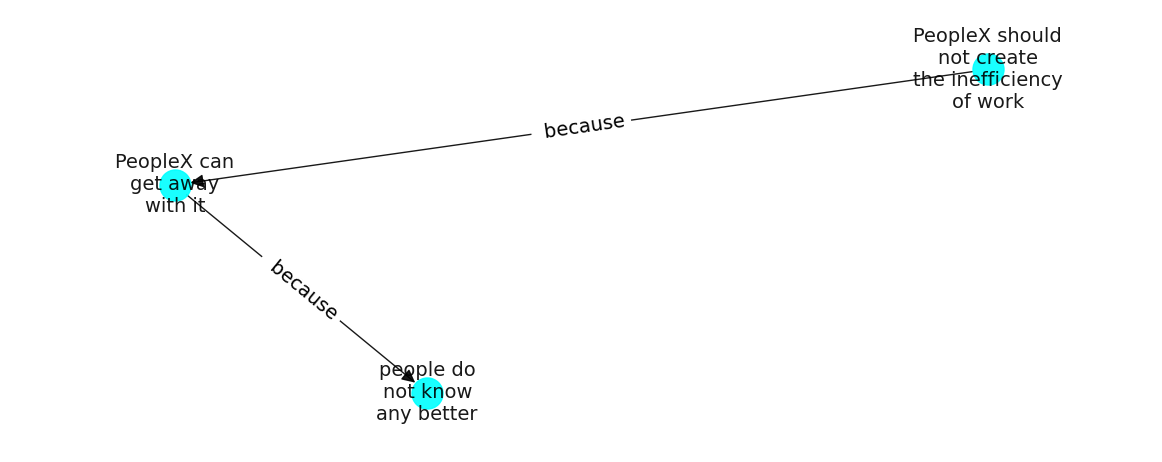 PeopleX should
not create
the inefficiency
of work
because
PeopleX can
get away
with it
because
people do
not know
any better